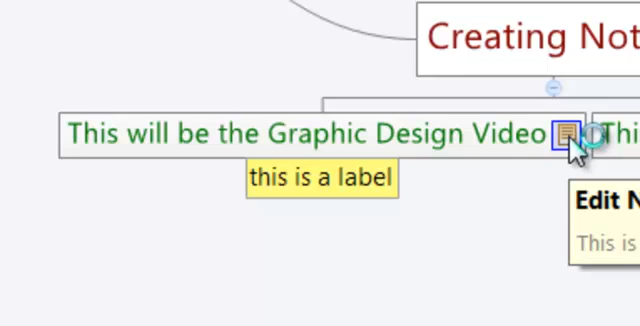 Creating Not
This will be the Graphic Design Video
Thi
this is a label
Edit N
This is